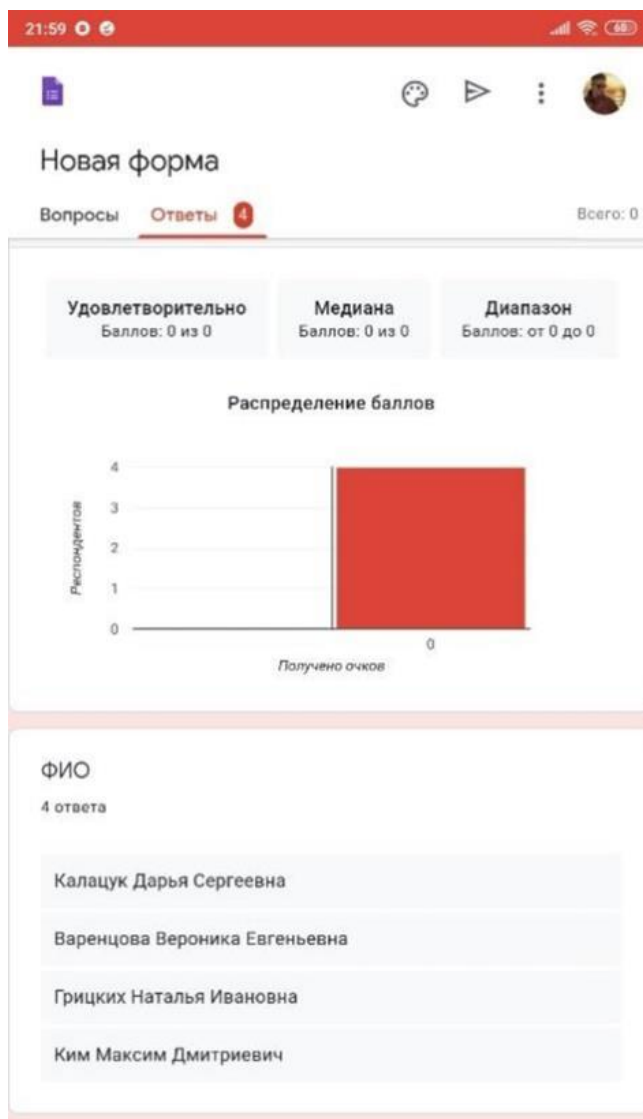 21:59
68
Новая форма
Вопросы Ответы 4 Всего: 0
Удовлетворительно Медиана Диапазон
Баллов: 0 из 0 Баллов: 0 из 0 Баллов: от 0 до 0
Распределение баллов
4
3
2
1
0
Респондентов
0
Получено очков
ФИО
4 ответа
Калацук Дарья Сергеевна
Варенцова Вероника Евгеньевна
Грицких Наталья Ивановна
Ким Максим Дмитриевич